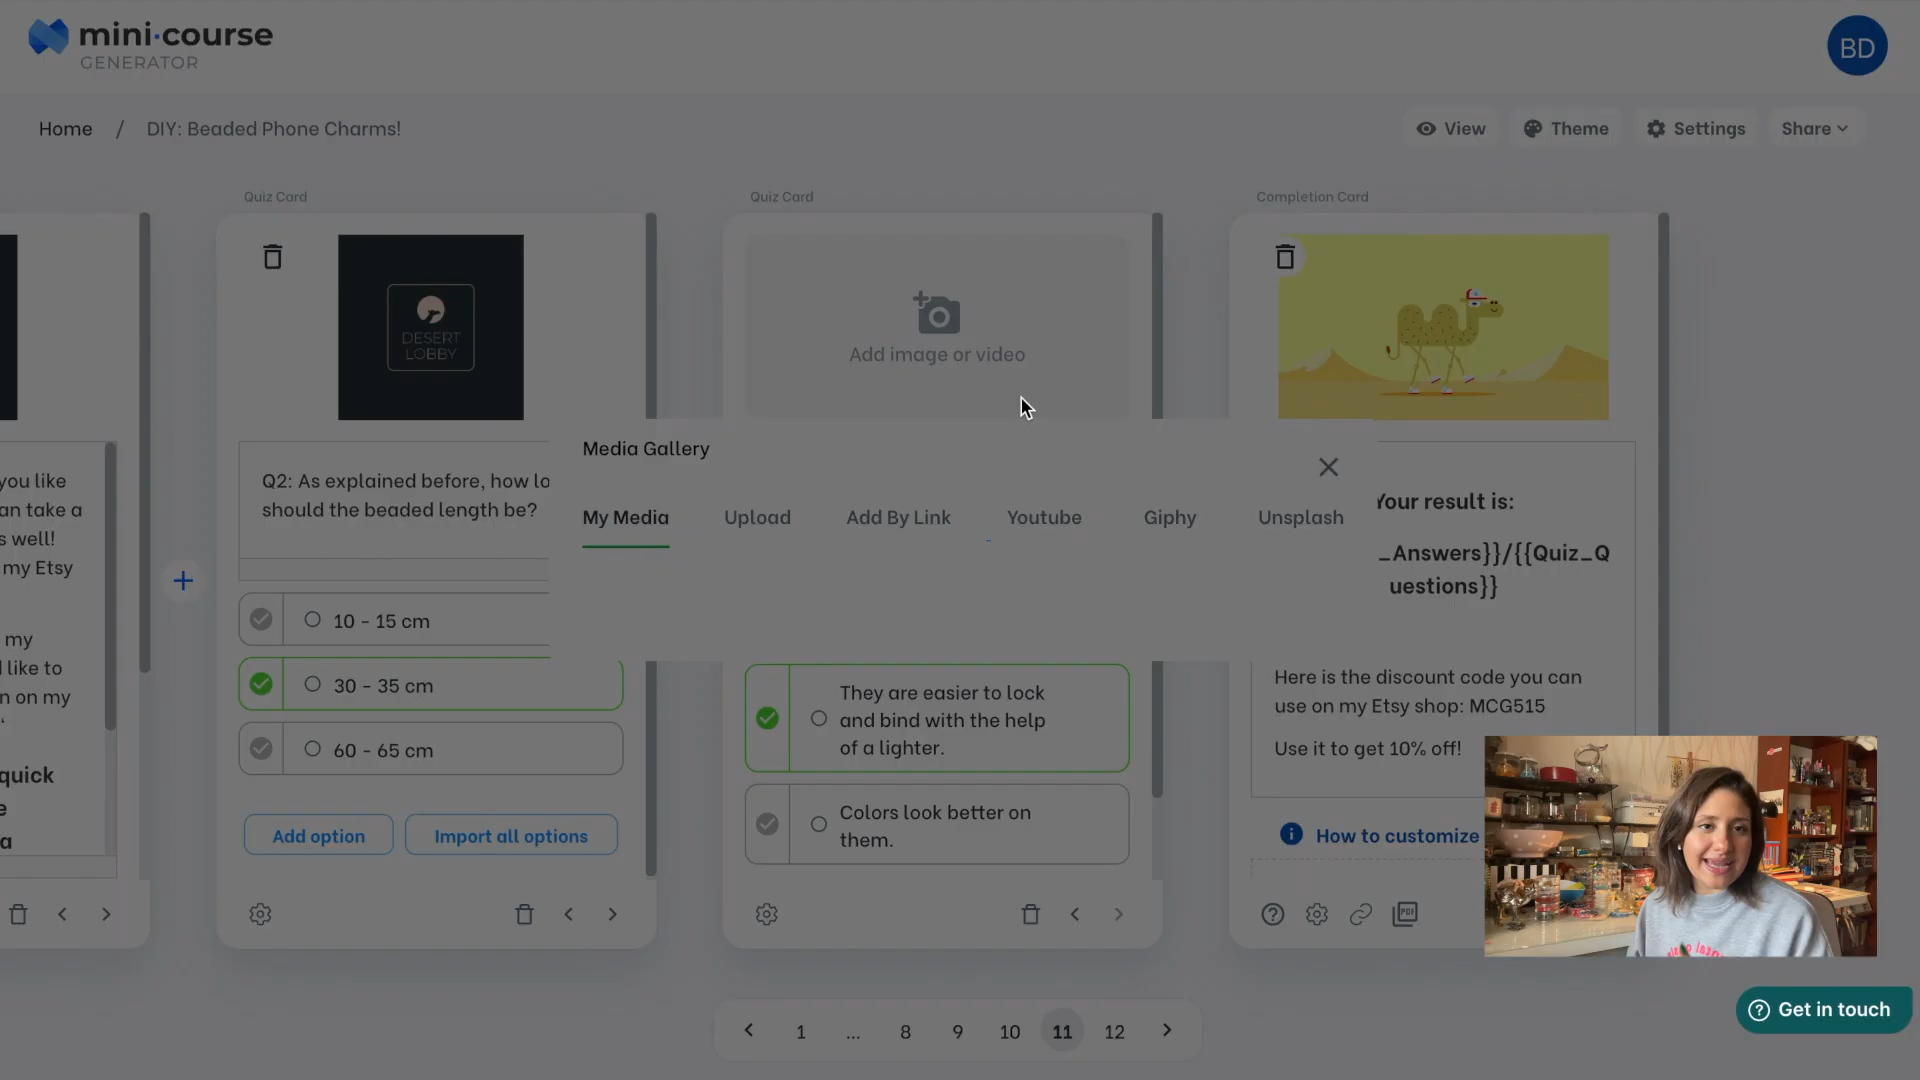 mini·course
GENERATOR
BD
Home / DIY: Beaded Phone Charms!
View
Theme
Settings
Share
Quiz Card
Quiz Card
Completion Card
DESERT
LOBBY
Add image or video
you like
an take a
s well!
my Etsy
my
like to
n on my
quick
e
a
Q2: As explained before, how lo
should the beaded length be?
10 - 15 cm
30 - 35 cm
60 - 65 cm
Add option
Import all options
Media Gallery
My Media
Upload
Add By Link
Youtube
Giphy
Unsplash
They are easier to lock
and bind with the help
of a lighter.
Colors look better on
them.
Your result is:
_Answers}}/{{Quiz_Q
uestions}}
Here is the discount code you can
use on my Etsy shop: MCG515
Use it to get 10% off!
How to customize
PDF
1 ... 8 9 10 11 12
Get in touch